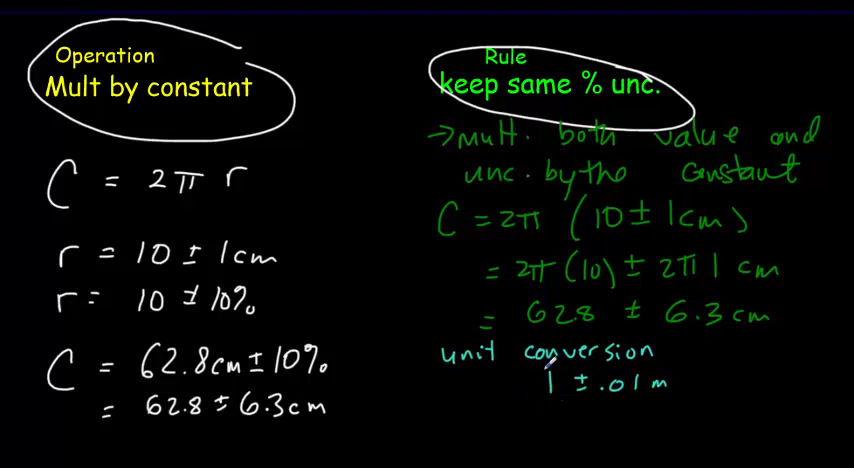 Operation
Mult by constant
C = 2π r
r = 10 ± 1cm
r = 10 ± 10%
C = 62.8cm ± 10%
= 62.8 ± 6.3cm
Rule
keep same % unc.
→ mult. both value and
unc. by the constant
C = 2π (10 ± 1cm)
= 2π (10) ± 2π 1 cm
= 62.8 ± 6.3 cm
unit conversion
1 ± .01 m